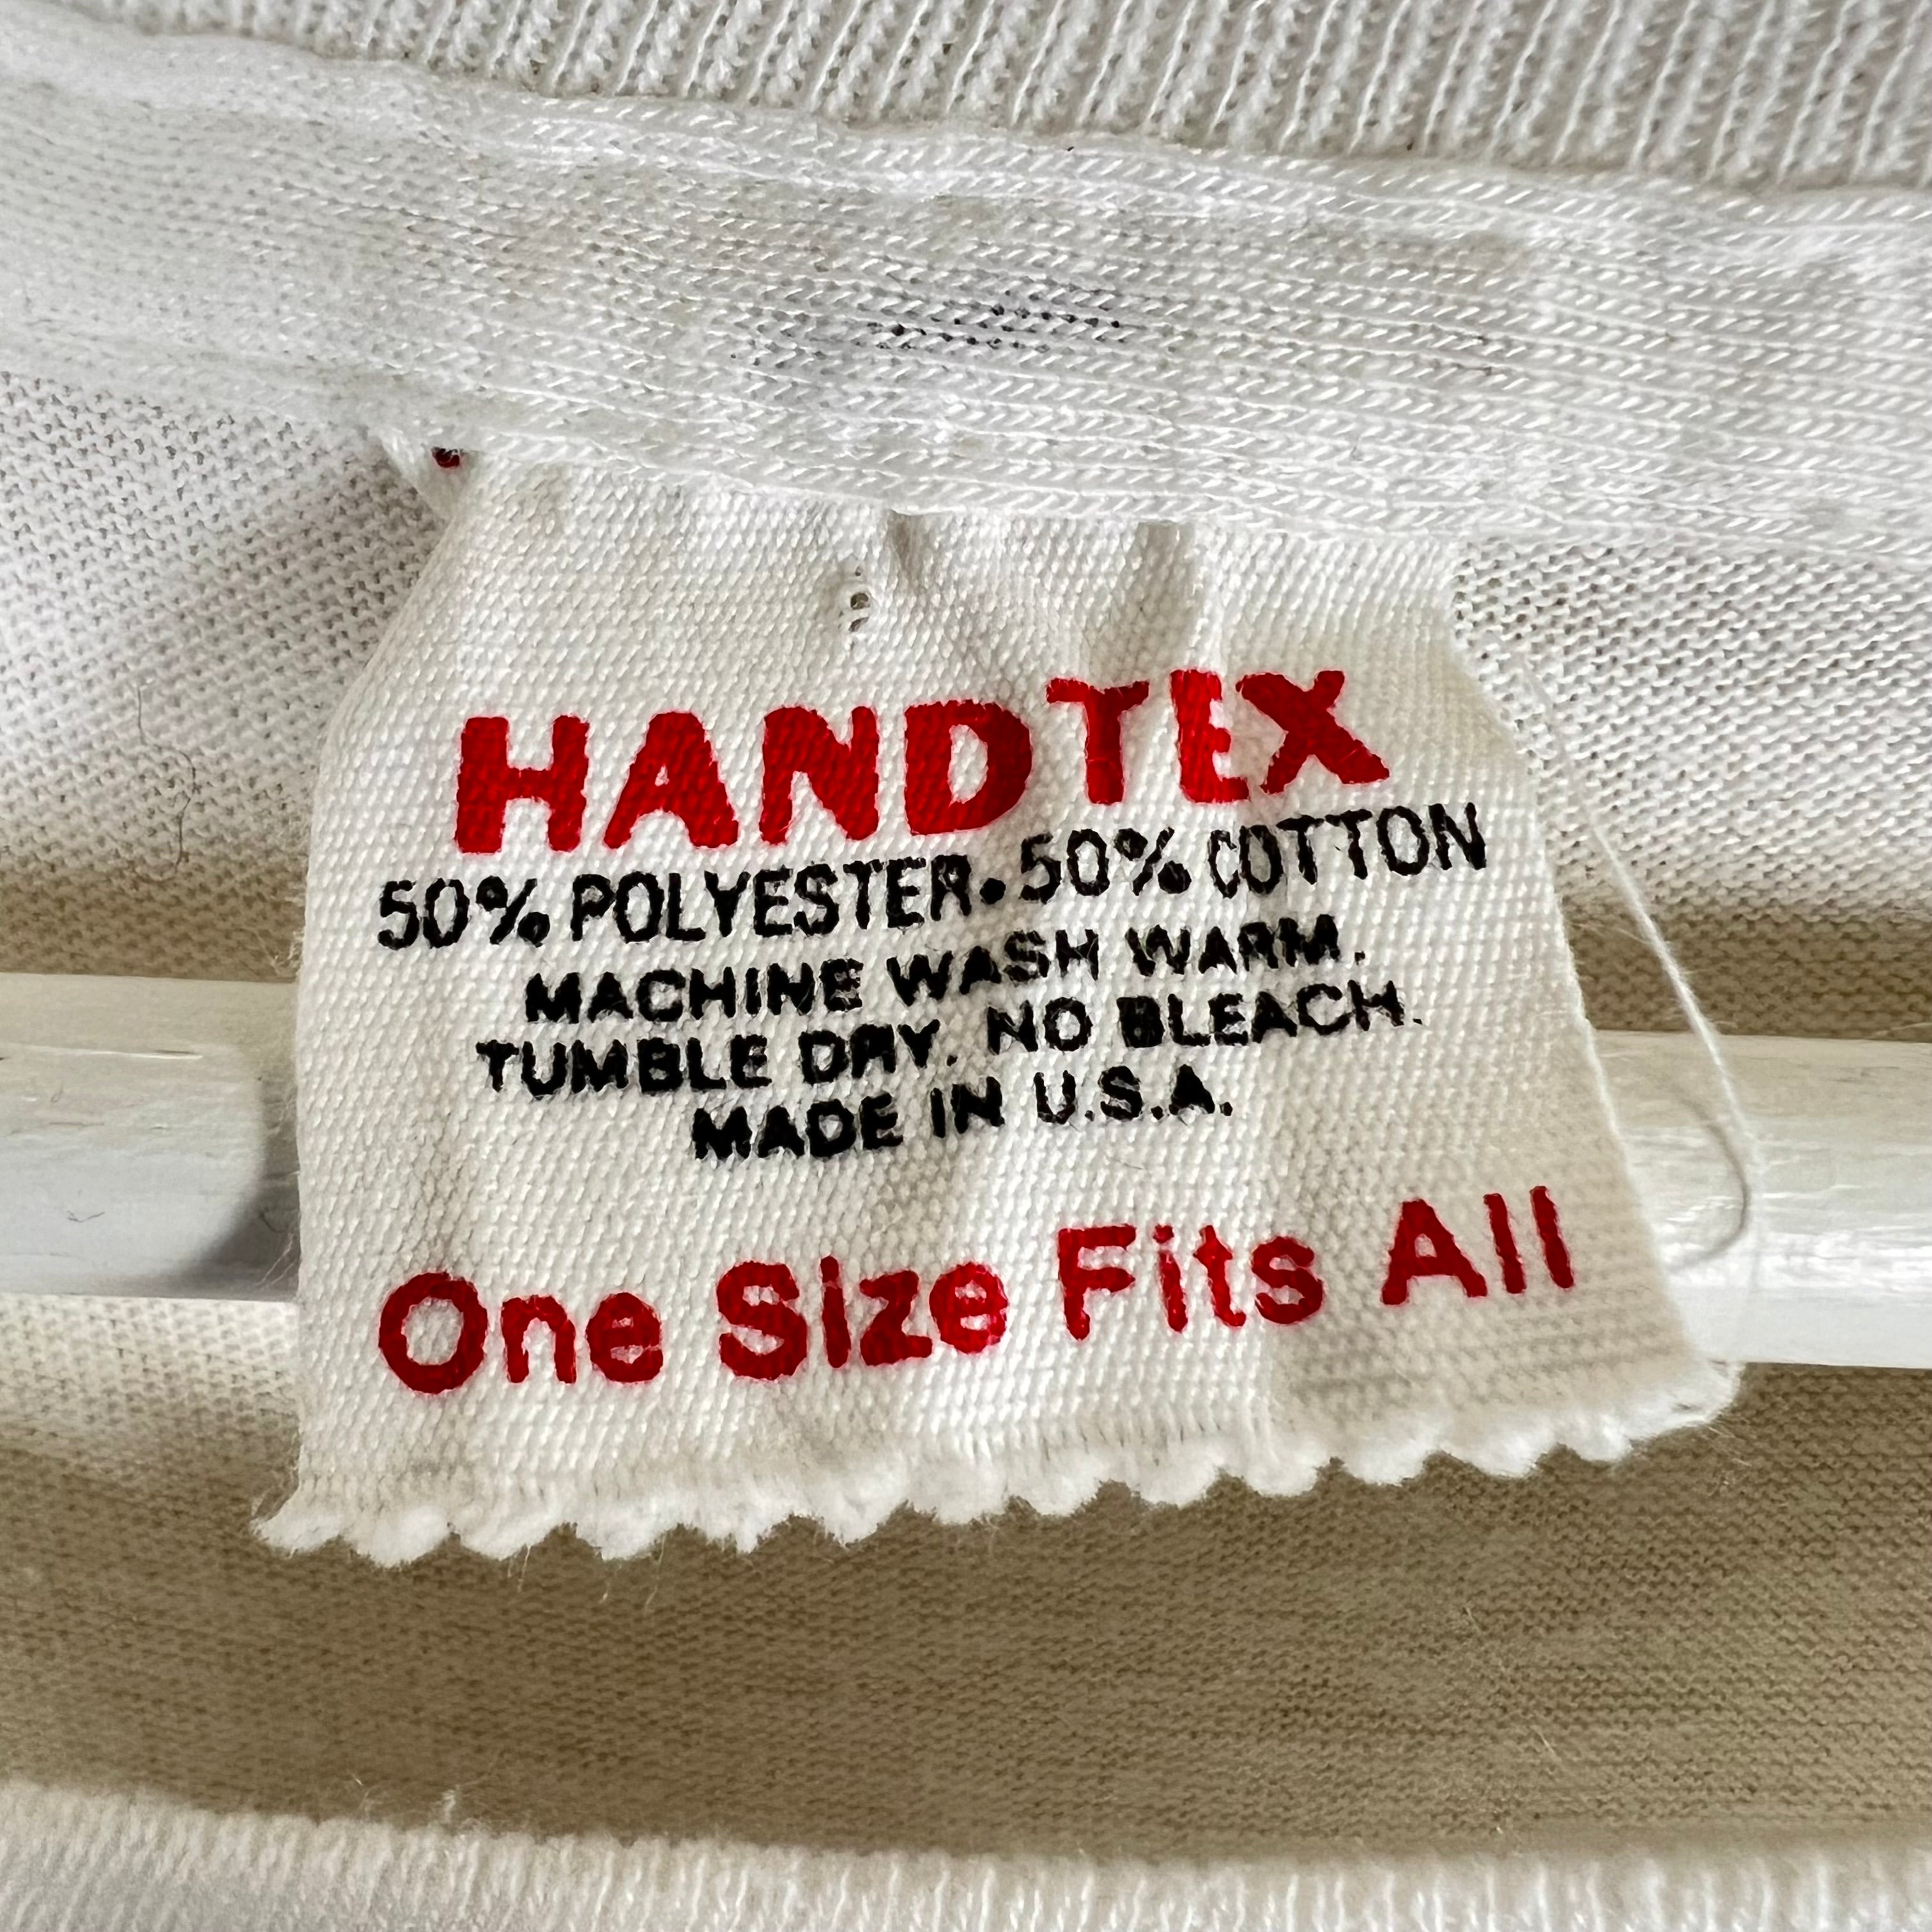 HANDTEX
50% POLYESTER • 50% COTTON
MACHINE WASH WARM.
TUMBLE DRY. NO BLEACH.
MADE IN U.S.A.
One Size Fits All